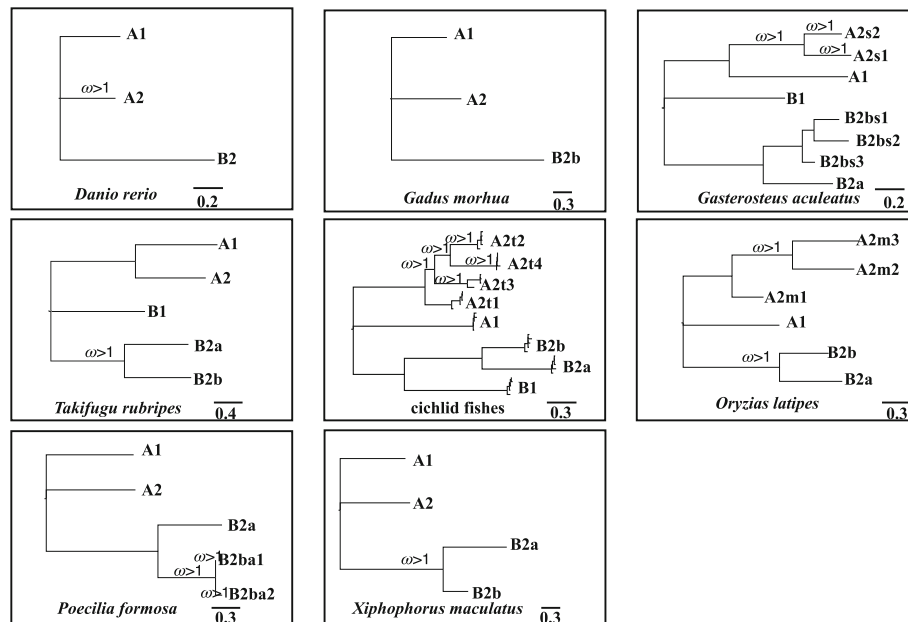 A1
ω>1
A2
B2
Danio rerio
0.2
A1
A2
B2b
Gadus morhua
0.3
ω>1
A2s2
ω>1
ω>1
A2s1
A1
B1
B2bs1
B2bs2
B2bs3
B2a
Gasterosteus aculeatus
0.2
A1
A2
B1
B2a
ω>1
B2b
Takifugu rubripes
0.4
ω>1
A2t2
ω>1
ω>1
ω>1
A2t4
ω>1
A2t3
A2t1
A1
B2b
B2a
B1
cichlid fishes
0.3
A2m3
ω>1
A2m2
A2m1
A1
B2b
ω>1
B2a
Oryzias latipes
0.3
A1
A2
B2a
ω>1
B2ba1
ω>1
ω>1
B2ba2
Poecilia formosa
0.3
A1
A2
B2a
ω>1
B2b
Xiphophorus maculatus
0.3